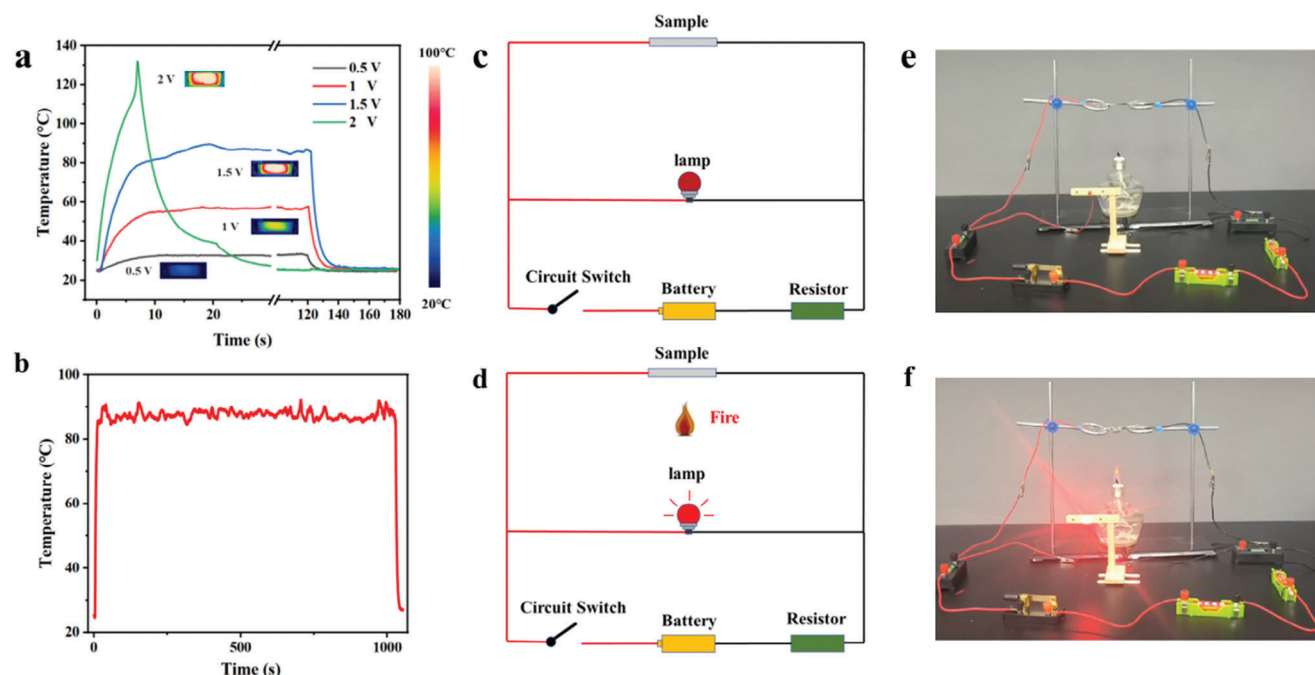 a
140
120
100
80
60
40
20
Temperature (°C)
0
10
20
120
140
160
180
Time (s)
0.5 V
1 V
1.5 V
2 V
2 V
1.5 V
1 V
0.5 V
100°C
20°C
b
100
80
60
40
20
Temperature (°C)
0
500
1000
Time (s)
c
Sample
lamp
Circuit Switch
Battery
Resistor
d
Sample
Fire
lamp
Circuit Switch
Battery
Resistor
e
f